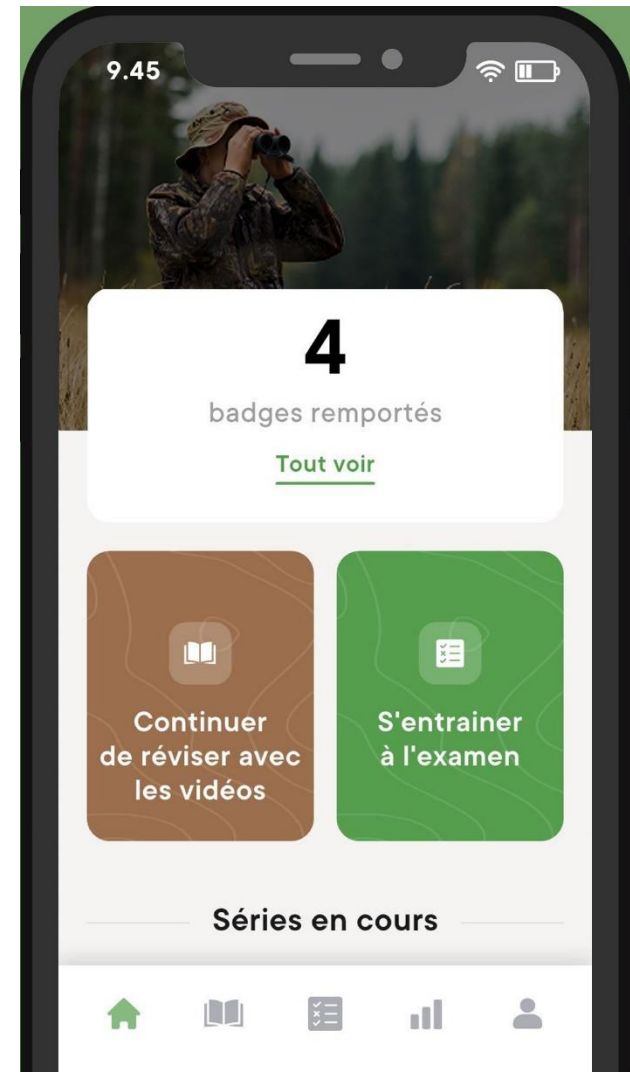 9.45
4
badges remportés
Tout voir
Continuer
de réviser avec
les vidéos
S'entrainer
à l'examen
Séries en cours